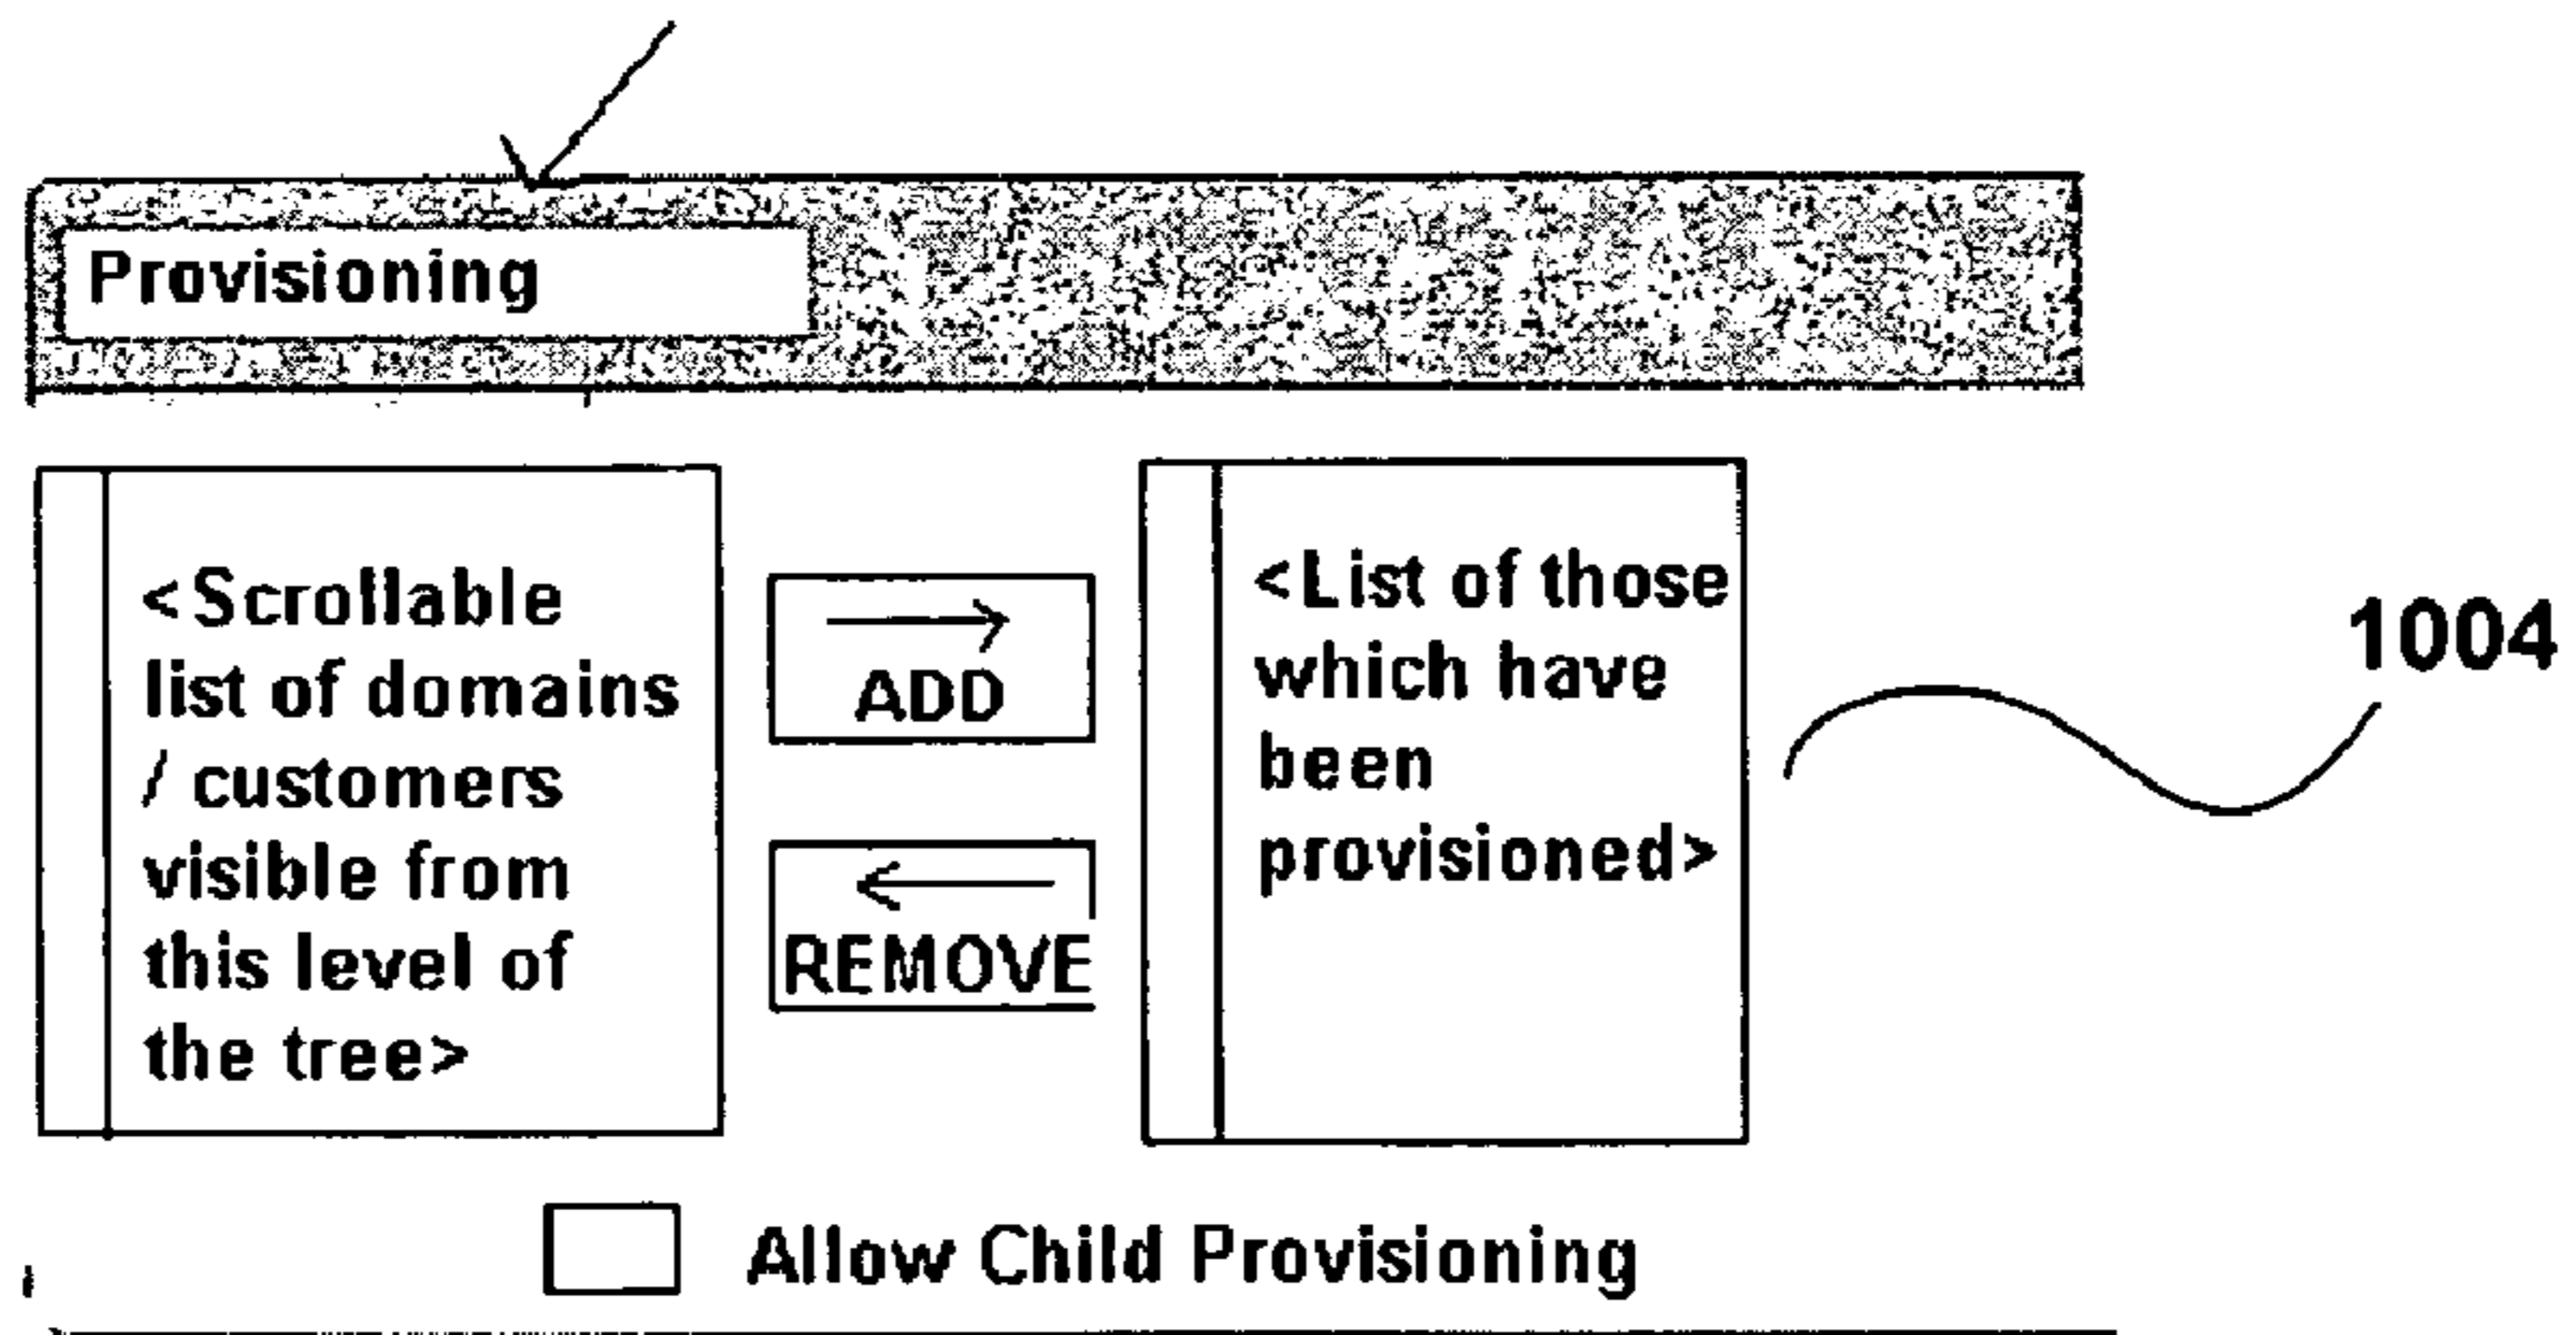 Provisioning
<Scrollable
list of domains
/ customers
visible from
this level of
the tree>
ADD
REMOVE
<List of those
which have
been
provisioned>
1004
Allow Child Provisioning